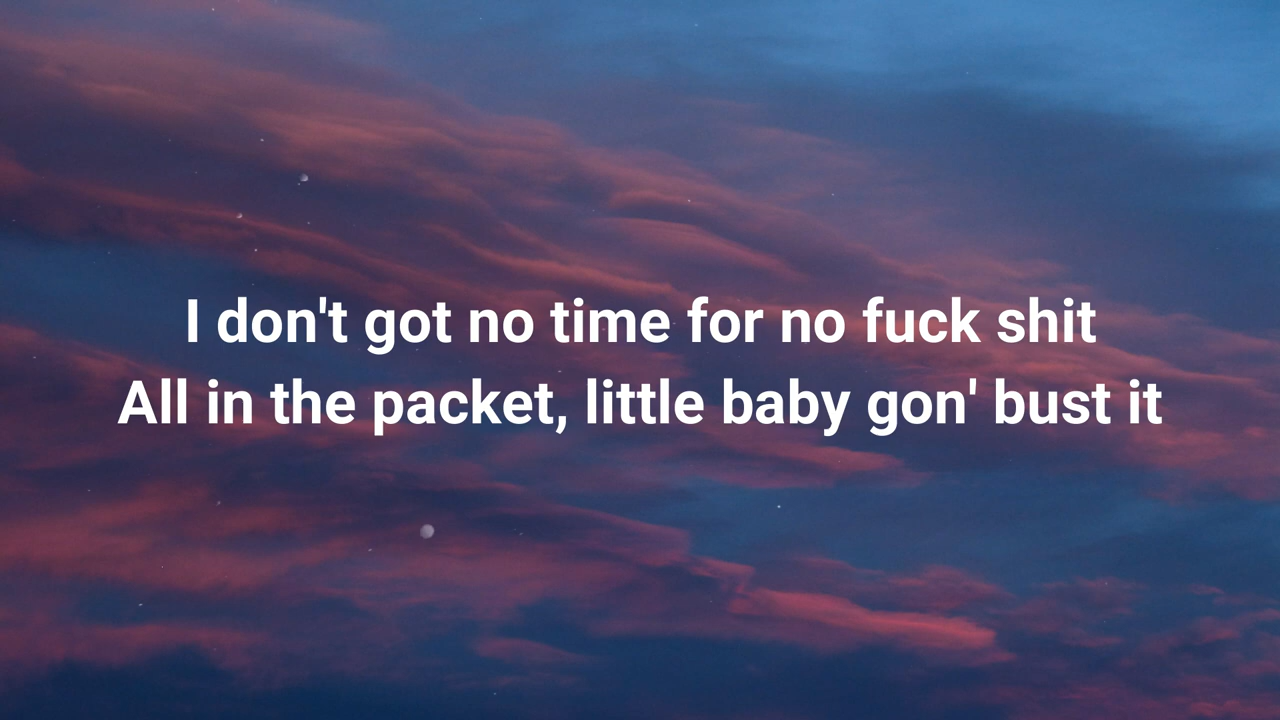 I don't got no time for no fuck shit
All in the packet, little baby gon' bust it